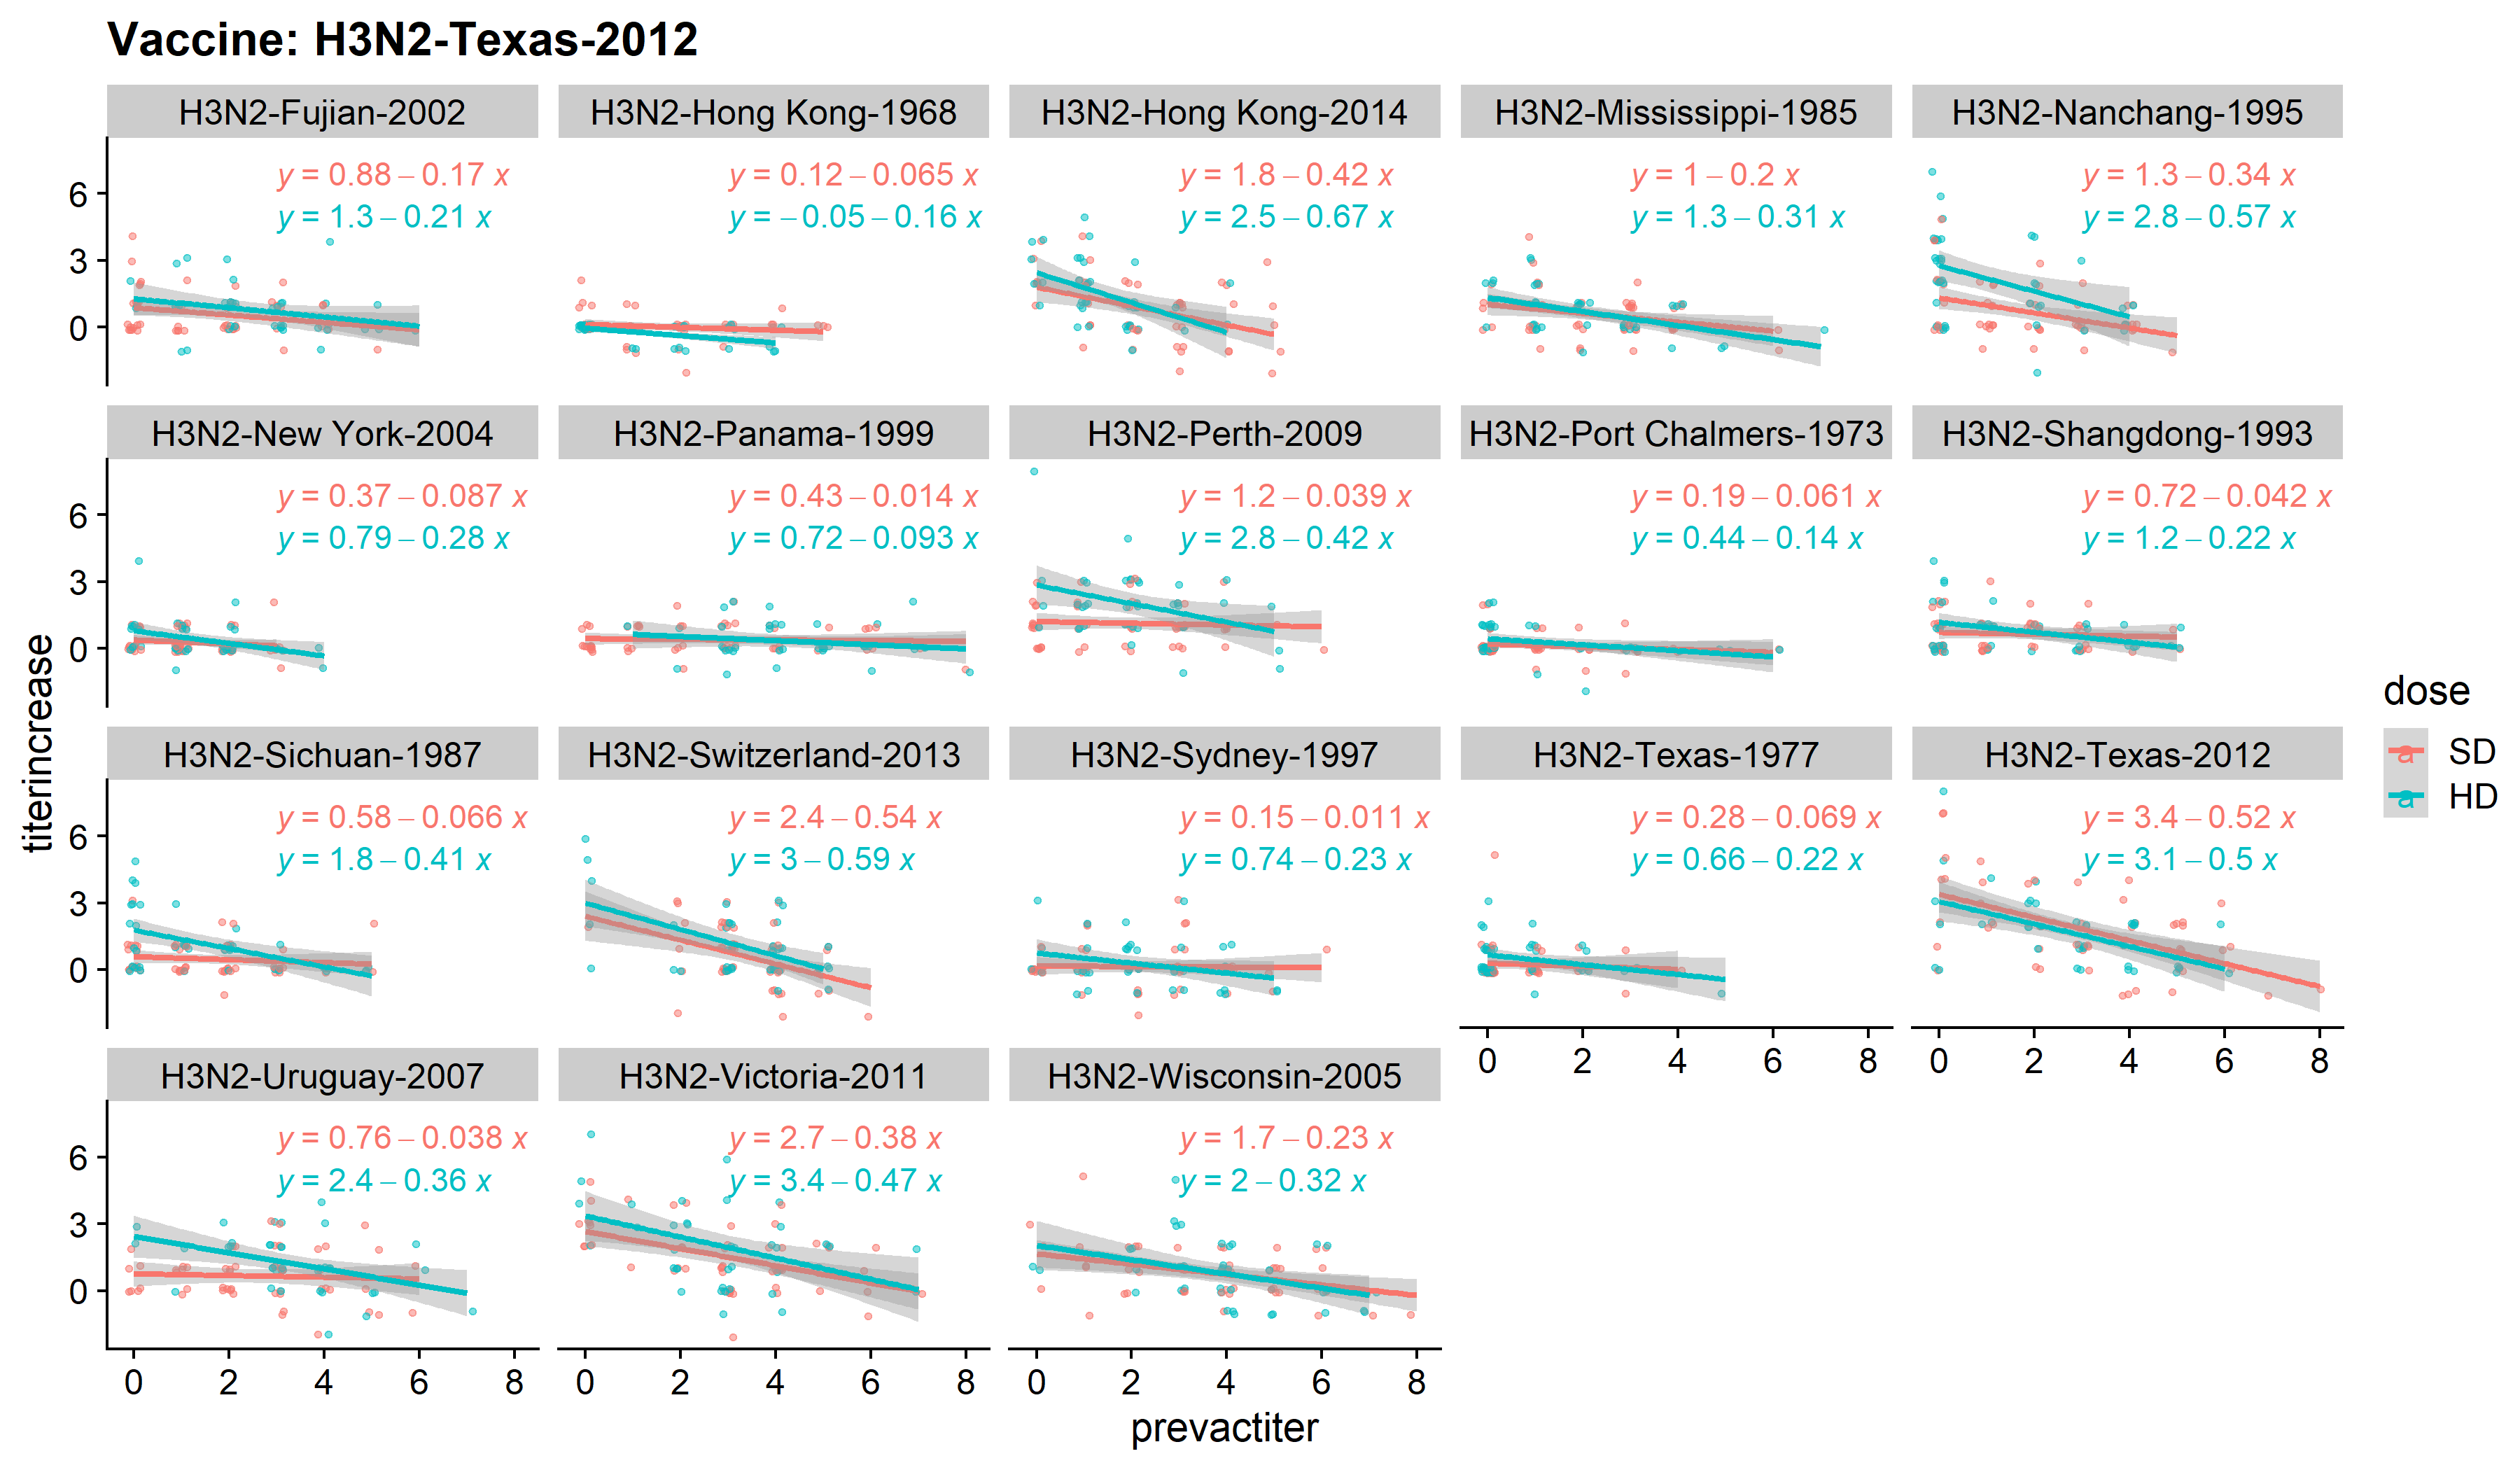 Vaccine: H3N2-Texas-2012
H3N2-Fujian-2002
y = 0.88 – 0.17 x
y = 1.3 – 0.21 x
H3N2-Hong Kong-1968
y = 0.12 – 0.065 x
y = –0.05 – 0.16 x
H3N2-Hong Kong-2014
y = 1.8 – 0.42 x
y = 2.5 – 0.67 x
H3N2-Mississippi-1985
y = 1 – 0.2 x
y = 1.3 – 0.31 x
H3N2-Nanchang-1995
y = 1.3 – 0.34 x
y = 2.8 – 0.57 x
6
3
0
H3N2-New York-2004
y = 0.37 – 0.087 x
y = 0.79 – 0.28 x
H3N2-Panama-1999
y = 0.43 – 0.014 x
y = 0.72 – 0.093 x
H3N2-Perth-2009
y = 1.2 – 0.039 x
y = 2.8 – 0.42 x
H3N2-Port Chalmers-1973
y = 0.19 – 0.061 x
y = 0.44 – 0.14 x
H3N2-Shangdong-1993
y = 0.72 – 0.042 x
y = 1.2 – 0.22 x
6
3
0
H3N2-Sichuan-1987
y = 0.58 – 0.066 x
y = 1.8 – 0.41 x
H3N2-Switzerland-2013
y = 2.4 – 0.54 x
y = 3 – 0.59 x
H3N2-Sydney-1997
y = 0.15 – 0.011 x
y = 0.74 – 0.23 x
H3N2-Texas-1977
y = 0.28 – 0.069 x
y = 0.66 – 0.22 x
H3N2-Texas-2012
y = 3.4 – 0.52 x
y = 3.1 – 0.5 x
6
3
0
0 2 4 6 8
0 2 4 6 8
H3N2-Uruguay-2007
y = 0.76 – 0.038 x
y = 2.4 – 0.36 x
H3N2-Victoria-2011
y = 2.7 – 0.38 x
y = 3.4 – 0.47 x
H3N2-Wisconsin-2005
y = 1.7 – 0.23 x
y = 2 – 0.32 x
6
3
0
0 2 4 6 8
0 2 4 6 8
0 2 4 6 8
prevactiter
titerincrease
dose
a SD
a HD